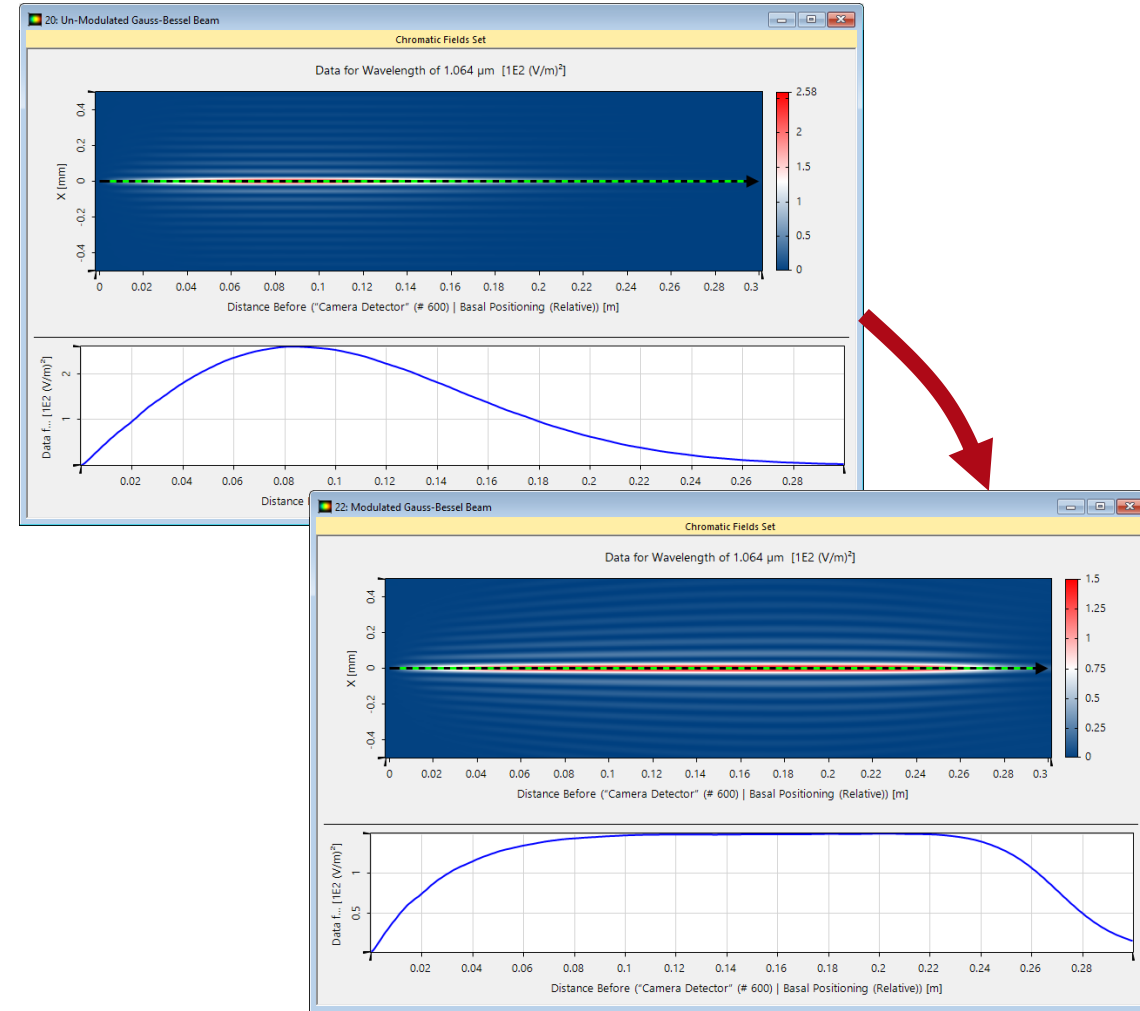 20: Un-Modulated Gauss-Bessel Beam
Chromatic Fields Set
Data for Wavelength of 1.064 µm [1E2 (V/m)²]
X [mm]
0.4
0.2
0
-0.2
-0.4
2.58
2
1.5
1
0.5
0
0 0.02 0.04 0.06 0.08 0.1 0.12 0.14 0.16 0.18 0.2 0.22 0.24 0.26 0.28 0.3
Distance Before ("Camera Detector" (# 600) | Basal Positioning (Relative)) [m]
Data f... [1E2 (V/m)²]
2
1
0.02 0.04 0.06 0.08 0.1 0.12 0.14 0.16 0.18 0.2 0.22 0.24 0.26 0.28
Distance
22: Modulated Gauss-Bessel Beam
Chromatic Fields Set
Data for Wavelength of 1.064 µm [1E2 (V/m)²]
X [mm]
0.4
0.2
0
-0.2
-0.4
1.5
1.25
1
0.75
0.5
0.25
0
0 0.02 0.04 0.06 0.08 0.1 0.12 0.14 0.16 0.18 0.2 0.22 0.24 0.26 0.28 0.3
Distance Before ("Camera Detector" (# 600) | Basal Positioning (Relative)) [m]
Data f... [1E2 (V/m)²]
1
0.5
0.02 0.04 0.06 0.08 0.1 0.12 0.14 0.16 0.18 0.2 0.22 0.24 0.26 0.28
Distance Before ("Camera Detector" (# 600) | Basal Positioning (Relative)) [m]